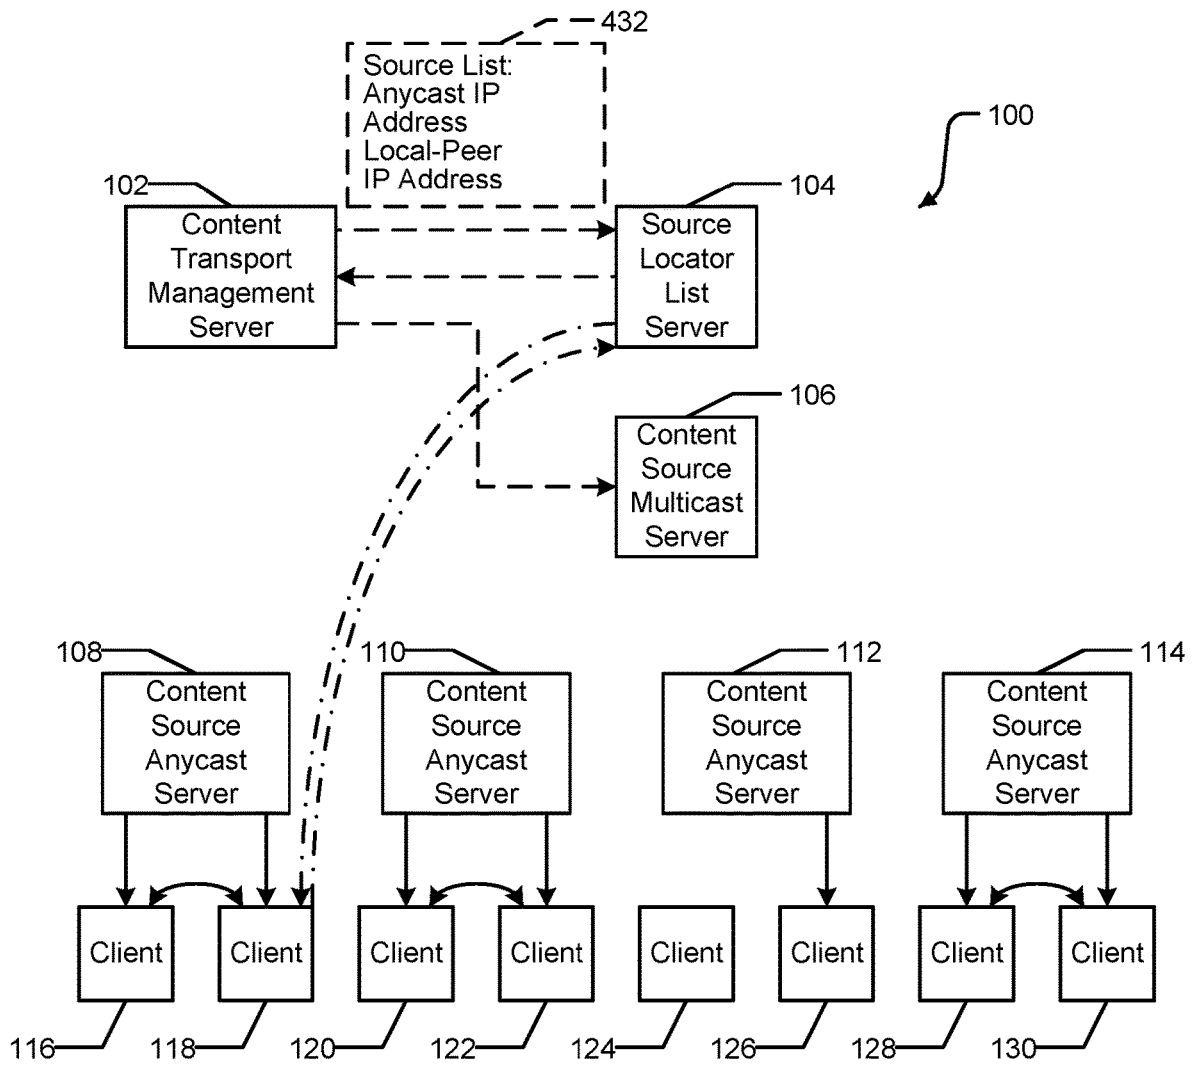 432
Source List:
Anycast IP
Address
Local-Peer
IP Address
100
102
104
Content
Transport
Management
Server
Source
Locator
List
Server
106
Content
Source
Multicast
Server
108
110
112
114
Content
Source
Anycast
Server
Content
Source
Anycast
Server
Content
Source
Anycast
Server
Content
Source
Anycast
Server
Client
Client
Client
Client
Client
Client
Client
Client
116
118
120
122
124
126
128
130